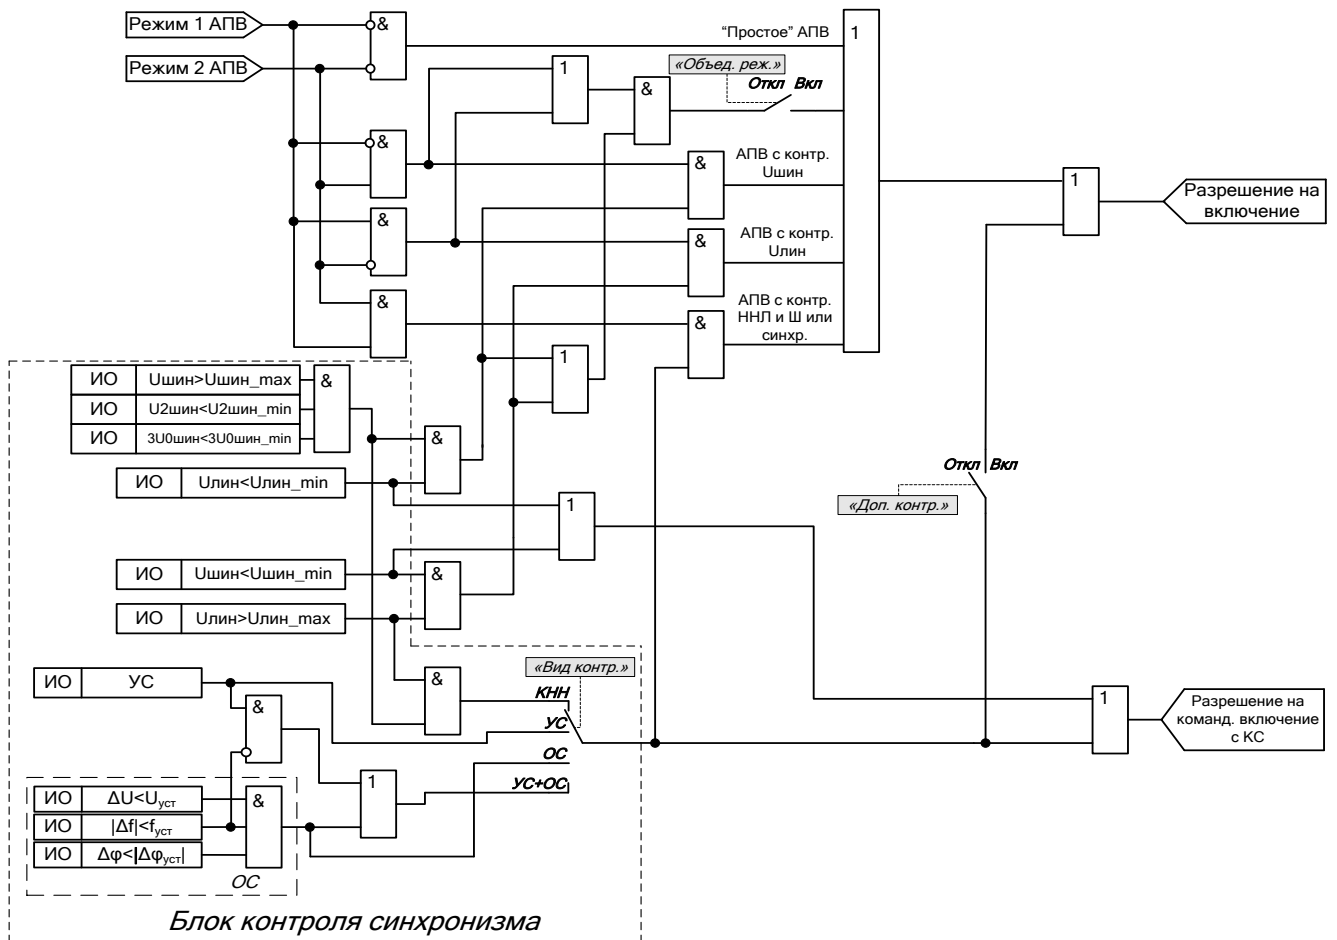 Режим 1 АПВ
Режим 2 АПВ
&
“Простое” АПВ
1
«Объед. реж.»
Откл Вкл
1
&
&
&
АПВ с контр.
Uшин
1
Разрешение на
включение
&
&
АПВ с контр.
Uлин
&
&
АПВ с контр.
ННЛ и Ш или
синхр.
1
ИО Uшин>Uшин_max
&
ИО U2шин<U2шин_min
ИО 3U0шин<3U0шин_min
&
ИО Uлин<Uлин_min
Откл Вкл
«Доп. контр.»
1
ИО Uшин<Uшин_min
&
ИО Uлин>Uлин_max
«Вид контр.»
ИО УС
&
КНН
&
УС
1
Разрешение на
команд. включение
с КС
ОС
1
УС+ОС
ИО ΔU<Uуст
&
ИО |Δf|<fуст
ИО Δφ<|Δφуст|
ОС
Блок контроля синхронизма